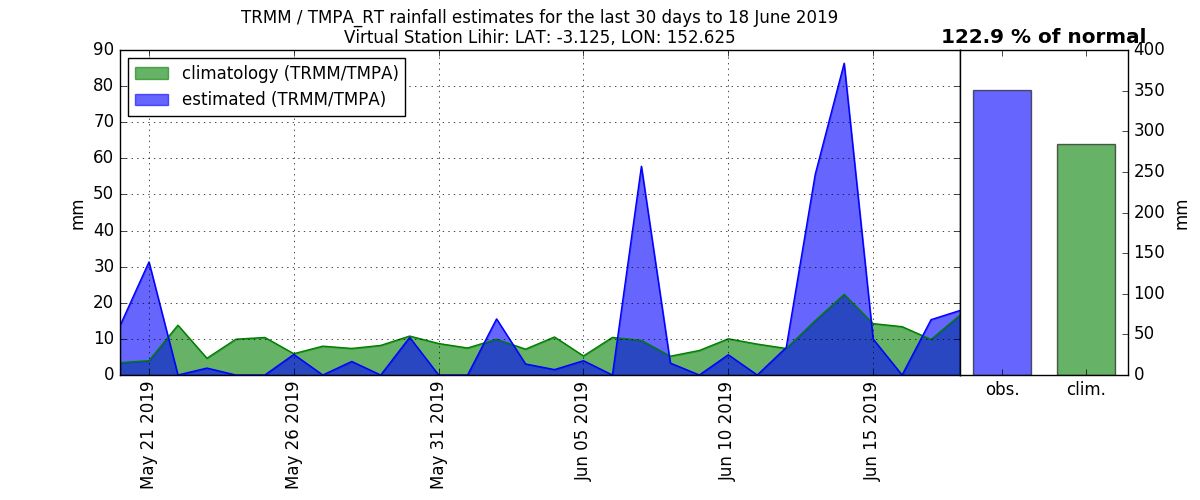 TRMM / TMPA_RT rainfall estimates for the last 30 days to 18 June 2019
Virtual Station Lihir: LAT: -3.125, LON: 152.625
122.9 % of normal
climatology (TRMM/TMPA)
estimated (TRMM/TMPA)
mm
90
80
70
60
50
40
30
20
10
0
May 21 2019
May 26 2019
May 31 2019
Jun 05 2019
Jun 10 2019
Jun 15 2019
obs.
clim.
400
350
300
250
200
150
100
50
0
mm